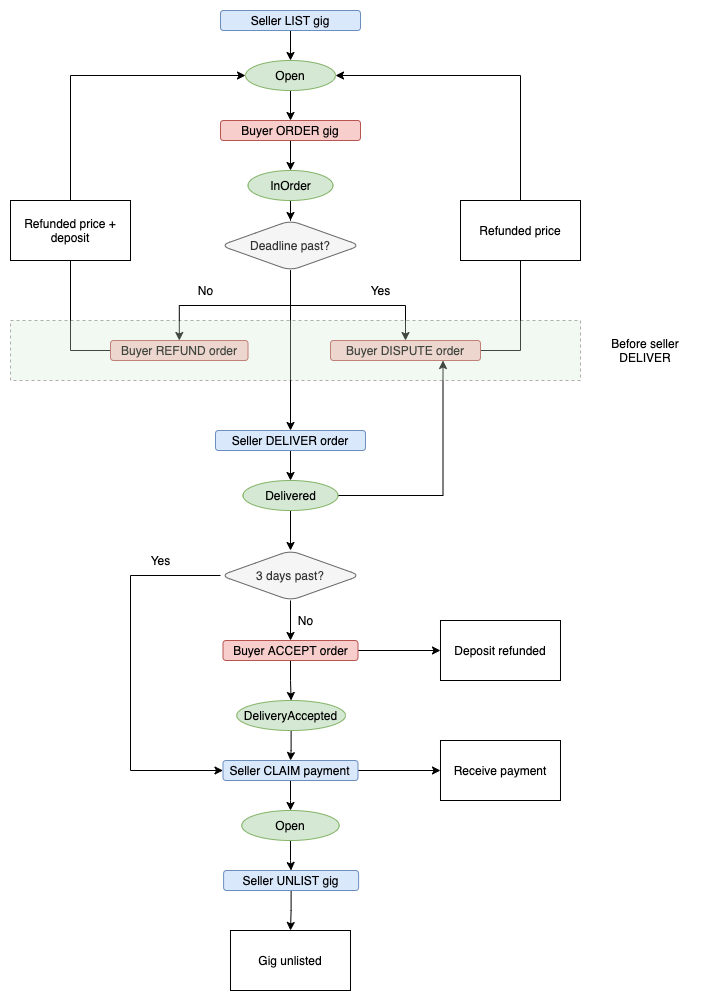 Seller LIST gig
Open
Buyer ORDER gig
InOrder
Refunded price +
deposit
Refunded price
Deadline past?
No
Yes
Buyer REFUND order
Buyer DISPUTE order
Before seller
DELIVER
Seller DELIVER order
Delivered
Yes
3 days past?
No
Buyer ACCEPT order
Deposit refunded
DeliveryAccepted
Seller CLAIM payment
Receive payment
Open
Seller UNLIST gig
Gig unlisted